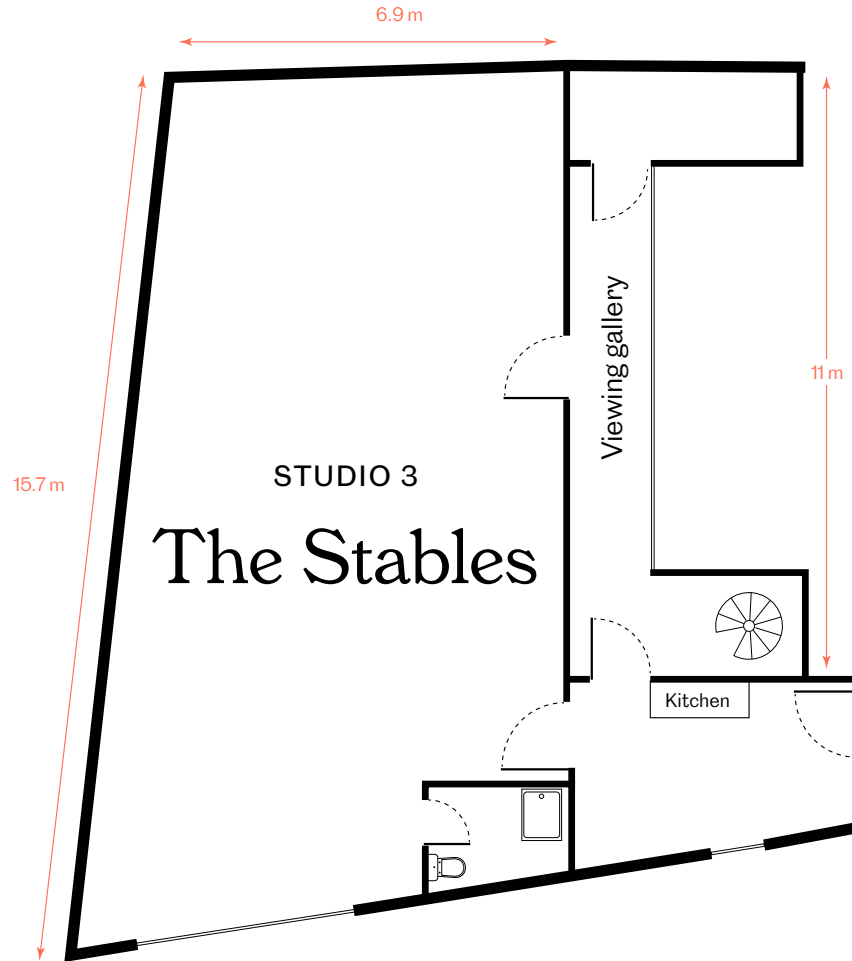 6.9 m
Viewing gallery
11 m
STUDIO 3
15.7 m
The Stables
Kitchen